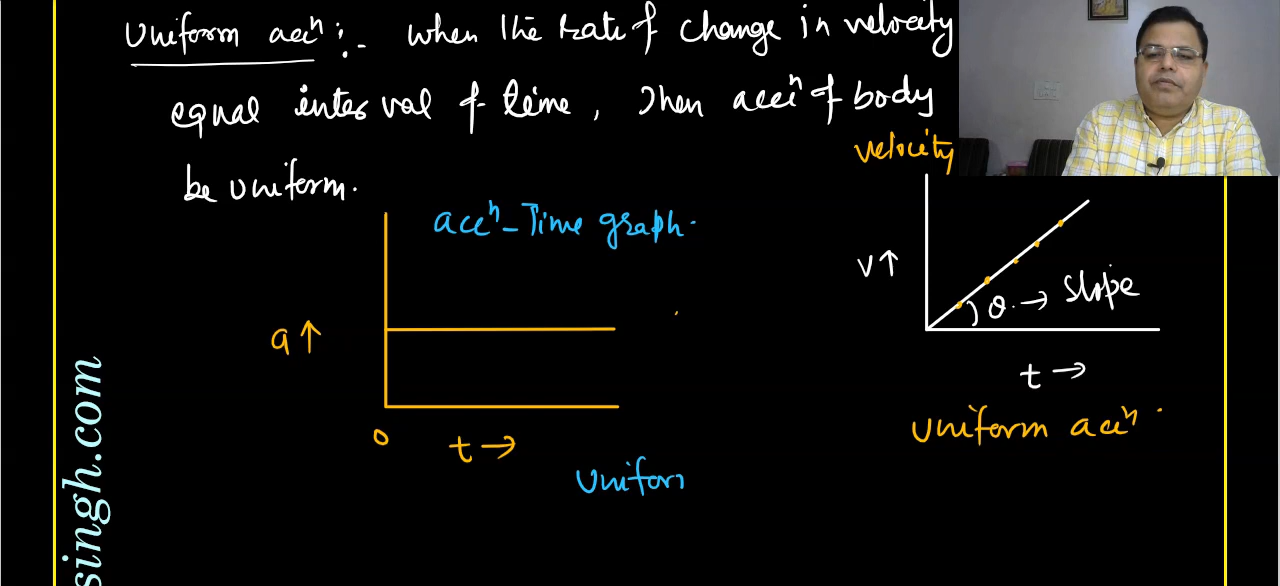 Uniform accⁿ :- when the rate of change in velocity
equal interval of time, then accⁿ of body
be uniform.
velocity
accⁿ - Time graph.
v↑
θ → slope
a↑
t →
0
t →
uniform accⁿ
Unifor
singh.com